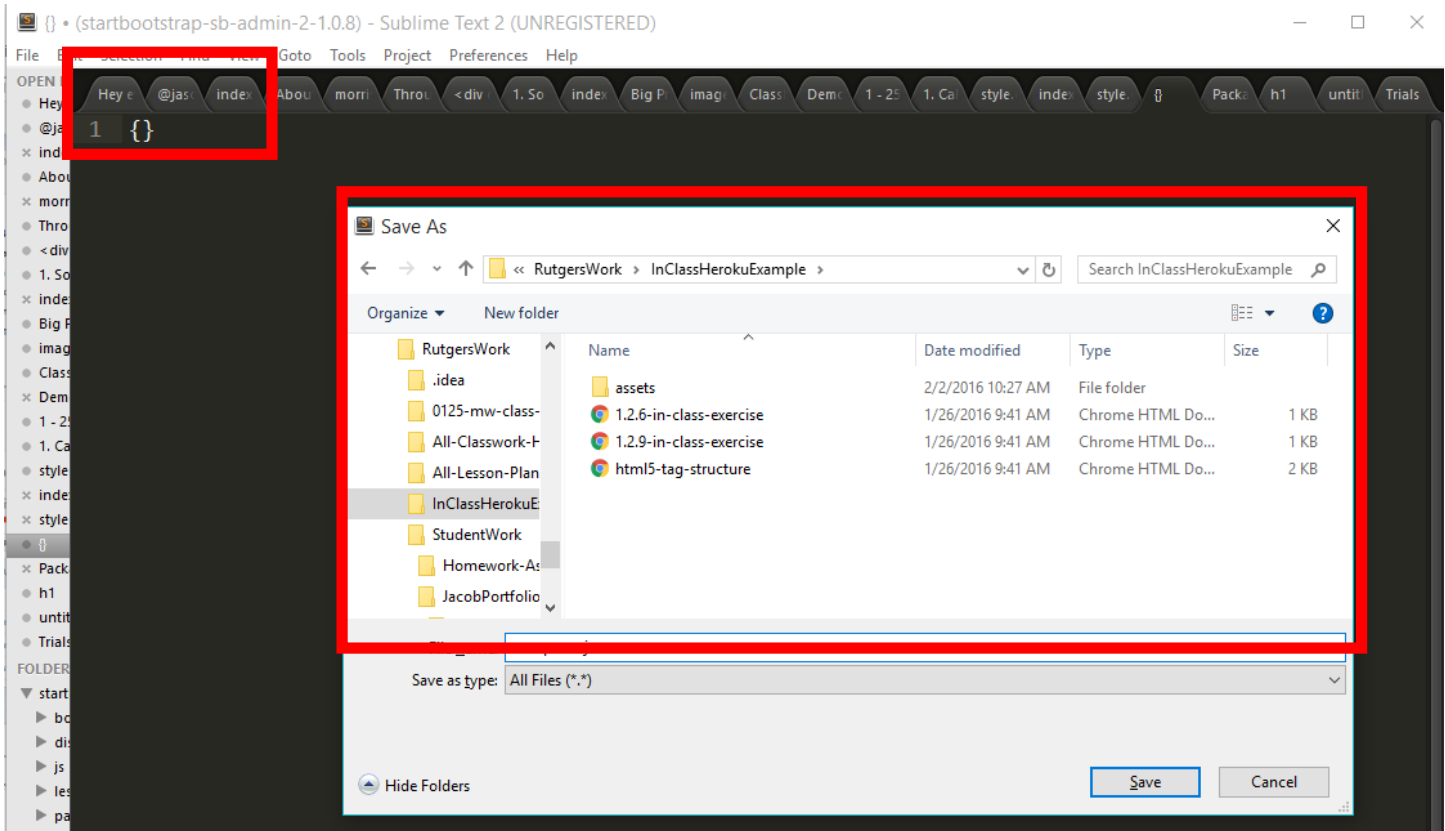 {} • (startbootstrap-sb-admin-2-1.0.8) - Sublime Text 2 (UNREGISTERED)
File Goto Tools Project Preferences Help
Hey e @jasc index Abou morri Throu <div 1. So index Big P image Class Demo 1 - 25 1. Cal style. index style. {} Packa h1 untitl Trials
1 {}
OPEN
Hey
@ja
inde
Abou
morr
Thro
<div
1. So
inde
Big P
imag
Class
Dem
1 - 25
1. Ca
style
inde
style
{}
Pack
h1
untit
Trials
FOLDER
start
bo
dis
js
les
pa
Save As
« RutgersWork > InClassHerokuExample >
Search InClassHerokuExample
Organize
New folder
?
RutgersWork
.idea
0125-mw-class-
All-Classwork-H
All-Lesson-Plan
InClassHerokuE
StudentWork
Homework-As
JacobPortfolio
Name Date modified Type Size
assets 2/2/2016 10:27 AM File folder
1.2.6-in-class-exercise 1/26/2016 9:41 AM Chrome HTML Do... 1 KB
1.2.9-in-class-exercise 1/26/2016 9:41 AM Chrome HTML Do... 1 KB
html5-tag-structure 1/26/2016 9:41 AM Chrome HTML Do... 2 KB
Save as type: All Files (*.*)
Hide Folders
Save
Cancel